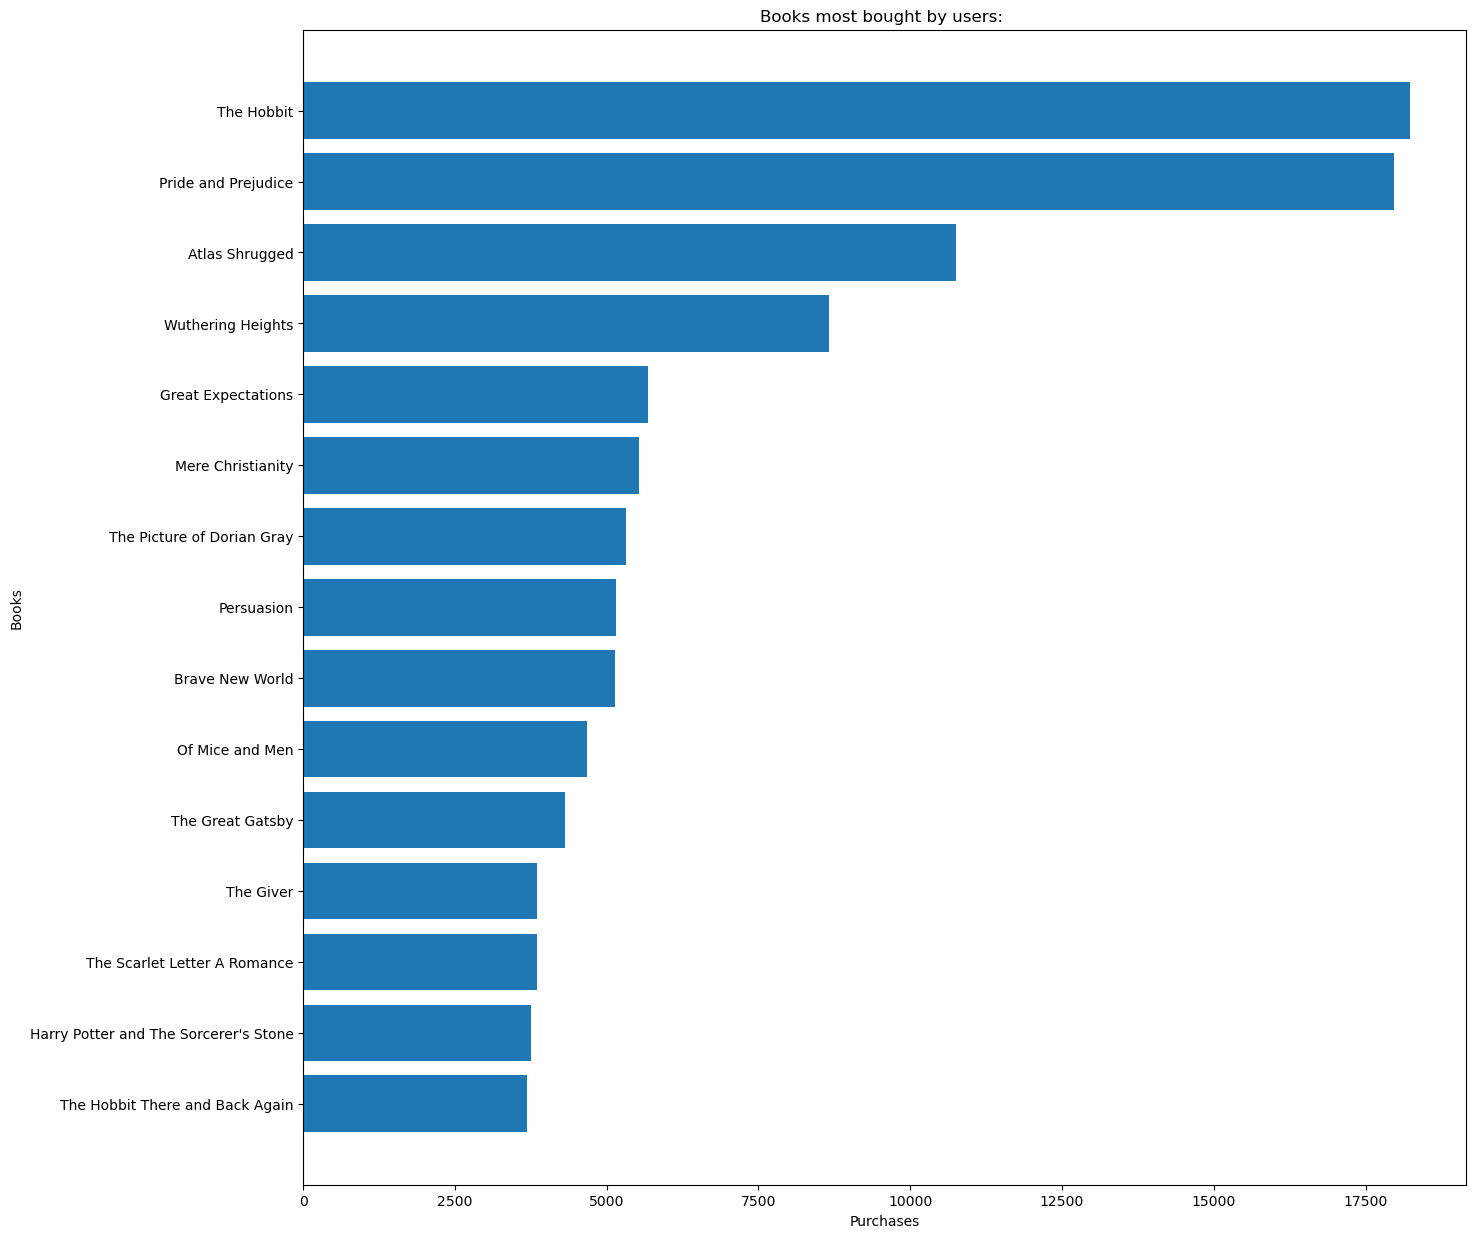 Books most bought by users:
The Hobbit
Pride and Prejudice
Atlas Shrugged
Wuthering Heights
Great Expectations
Mere Christianity
The Picture of Dorian Gray
Persuasion
Brave New World
Of Mice and Men
The Great Gatsby
The Giver
The Scarlet Letter A Romance
Harry Potter and The Sorcerer's Stone
The Hobbit There and Back Again
Books
0 2500 5000 7500 10000 12500 15000 17500
Purchases